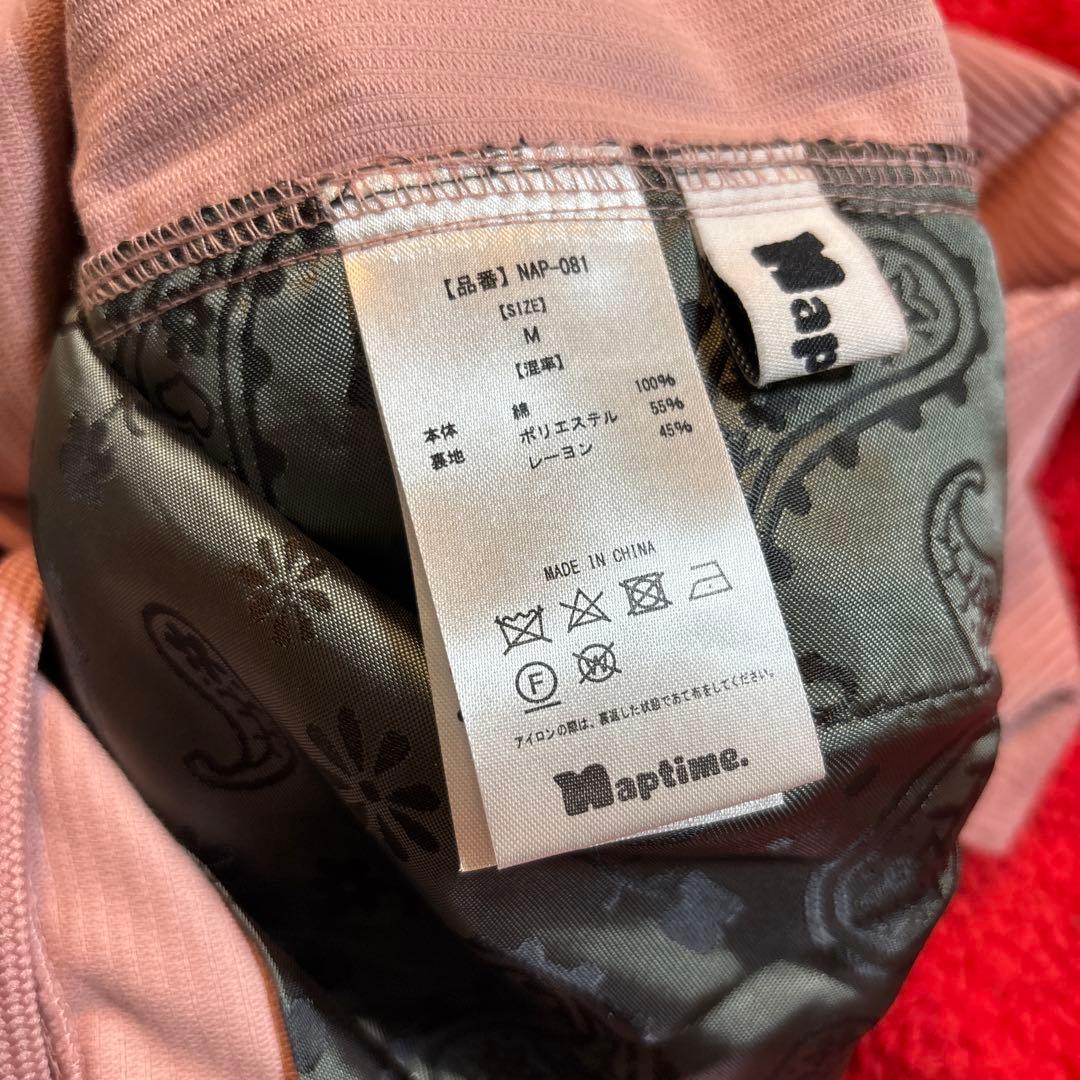 【品番】NAP-081
【SIZE】
M
【混率】
本体 綿 100%
裏地 ポリエステル 55%
レーヨン 45%
MADE IN CHINA
F
W
アイロンの際は、裏返した状態であて布をしてください。
Naptime.
Nap